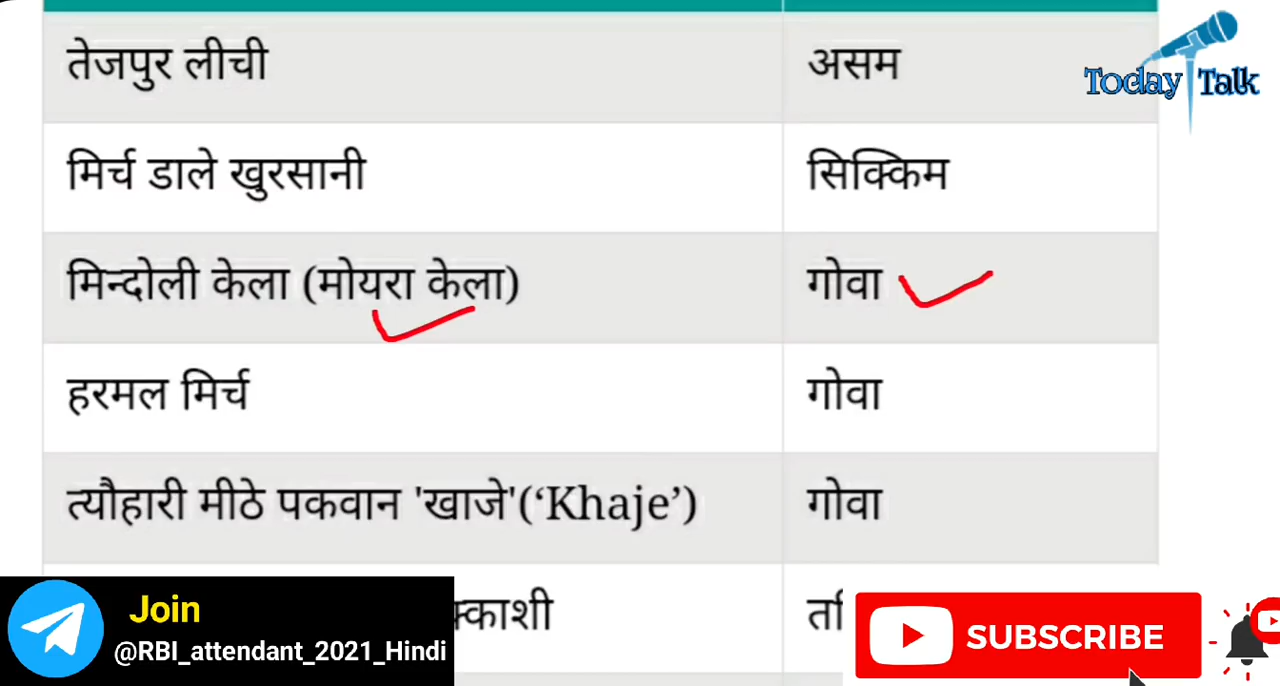 तेजपुर लीची असम
Today Talk
मिर्च डाले खुरसानी सिक्किम
मिन्दोली केला (मोयरा केला) गोवा
हरमल मिर्च गोवा
त्यौहारी मीठे पकवान 'खाजे'(‘Khaje’) गोवा
Join
@RBI_attendant_2021_Hindi
SUBSCRIBE